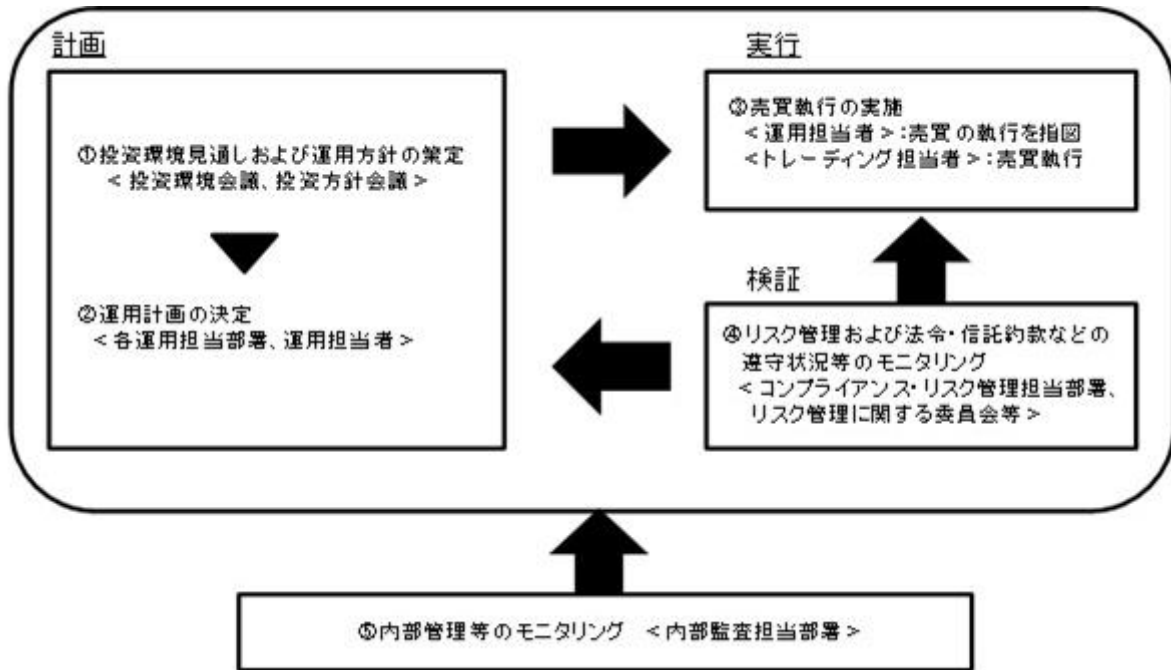 計画
①投資環境見通しおよび運用方針の策定
＜投資環境会議、投資方針会議＞
②運用計画の決定
＜各運用担当部署、運用担当者＞
実行
③売買執行の実施
＜運用担当者＞：売買の執行を指図
＜トレーディング担当者＞：売買執行
検証
④リスク管理および法令・信託約款などの
遵守状況等のモニタリング
＜コンプライアンス・リスク管理担当部署、
リスク管理に関する委員会等＞
⑤内部管理等のモニタリング ＜内部監査担当部署＞